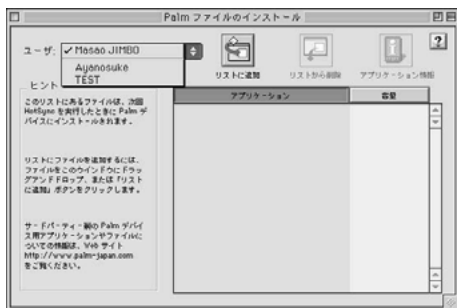 Palm ファイルのインストール
ユーザ: ✓ Masao JIMBO
Ayanosuke
TEST
リストに追加
リストから削除
アプリケーション情報
?
ヒント
このリストにあるファイルは、次回
HotSync を実行したときに Palm デ
バイスにインストールされます。
リストにファイルを追加するには、
ファイルをこのウインドウにドラッ
グアンドドロップ、または「リスト
に追加」ボタンをクリックします。
サードパーティー製の Palm デバイ
ス用アプリケーションやファイルに
ついての情報は、Web サイト
http://www.palm-japan.com
をご覧ください。
アプリケーション
容量